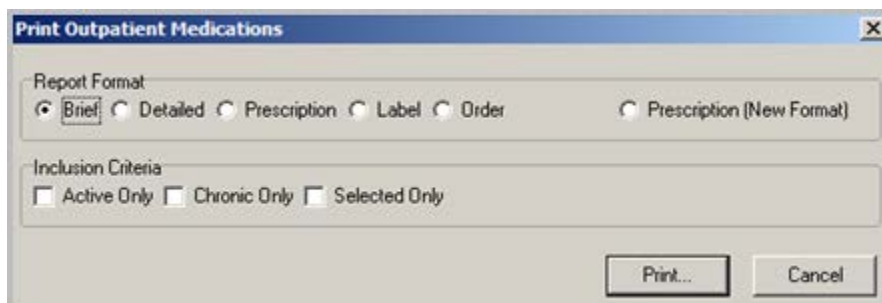 Print Outpatient Medications
Report Format
Brief Detailed Prescription Label Order Prescription (New Format)
Inclusion Criteria
Active Only Chronic Only Selected Only
Print... Cancel